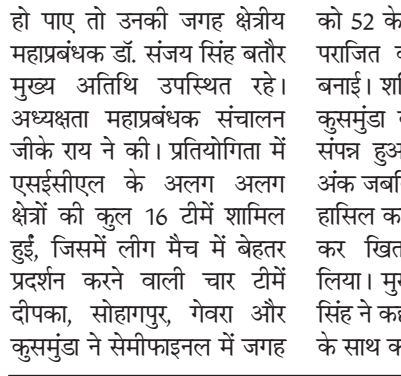 हो पाए तो उनकी जगह क्षेत्रीय
महाप्रबंधक डॉ. संजय सिंह बतौर
मुख्य अतिथि उपस्थित रहे।
अध्यक्षता महाप्रबंधक संचालन
जीके राय ने की। प्रतियोगिता में
एसईसीएल के अलग अलग
क्षेत्रों की कुल 16 टीमें शामिल
हुईं, जिसमें लीग मैच में बेहतर
प्रदर्शन करने वाली चार टीमें
दीपका, सोहागपुर, गेवरा और
कुसमुंडा ने सेमीफाइनल में जगह
को 52 के
पराजित
बनाई।
कुसमुंडा
संपन्न
अंक
हासिल
कर
लिया।
सिंह ने
के साथ